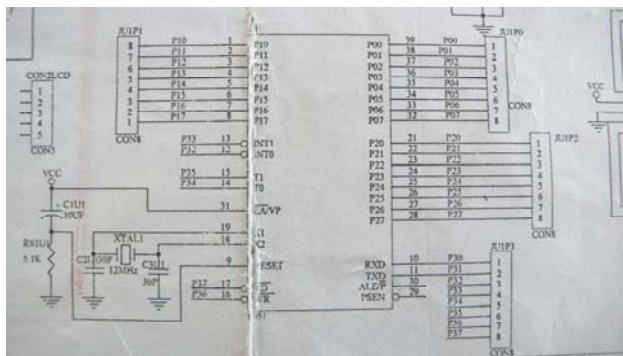 JU1P1
8
7
6
5
4
3
2
1
CON8
P10 1
P11 2
P12 3
P13 4
P14 5
P15 6
P16 7
P17 8
P10
P11
P12
P13
P14
P15
P16
P17
P33 13
P32 12
INT1
INT0
P35 15
P34 14
T1
T0
31
EA/VP
19
18
X1
X2
9
RESET
P37 17
P36 16
RD
WR
CON2LCD
1
2
3
4
5
CON5
VCC
C1U1
10UF
RS1U1
5.1K
XTAL1
12MHz
30P
C3U1
30P
P00
P01
P02
P03
P04
P05
P06
P07
39 P00
38 P01
37 P02
36 P03
35 P04
34 P05
33 P06
32 P07
JU1P0
1
2
3
4
5
6
7
8
CON8
P20
P21
P22
P23
P24
P25
P26
P27
21 P20
22 P21
23 P22
24 P23
25 P24
26 P25
27 P26
28 P27
JU1P2
1
2
3
4
5
6
7
8
CON8
RXD
TXD
ALE/P
PSEN
10 P30
11 P31
30 P32
29 P33
P34
P35
P36
P37
JU1P3
1
2
3
4
5
6
7
8
CON8
VCC